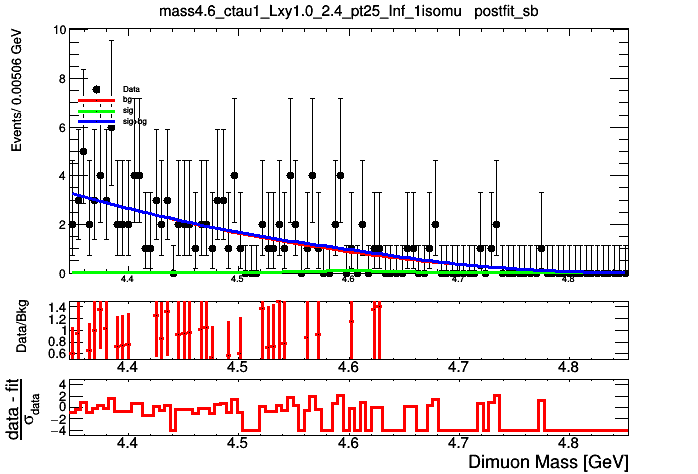 mass4.6_ctau1_Lxy1.0_2.4_pt25_Inf_1isomu postfit_sb
Events/ 0.00506 GeV
10
8
6
4
2
0
Data
bg
sig
sig+bg
4.4 4.5 4.6 4.7 4.8
Data/Bkg
1.4
1.2
1
0.8
0.6
4.4 4.5 4.6 4.7 4.8
data - fit
σdata
4
2
0
−2
−4
4.4 4.5 4.6 4.7 4.8
Dimuon Mass [GeV]